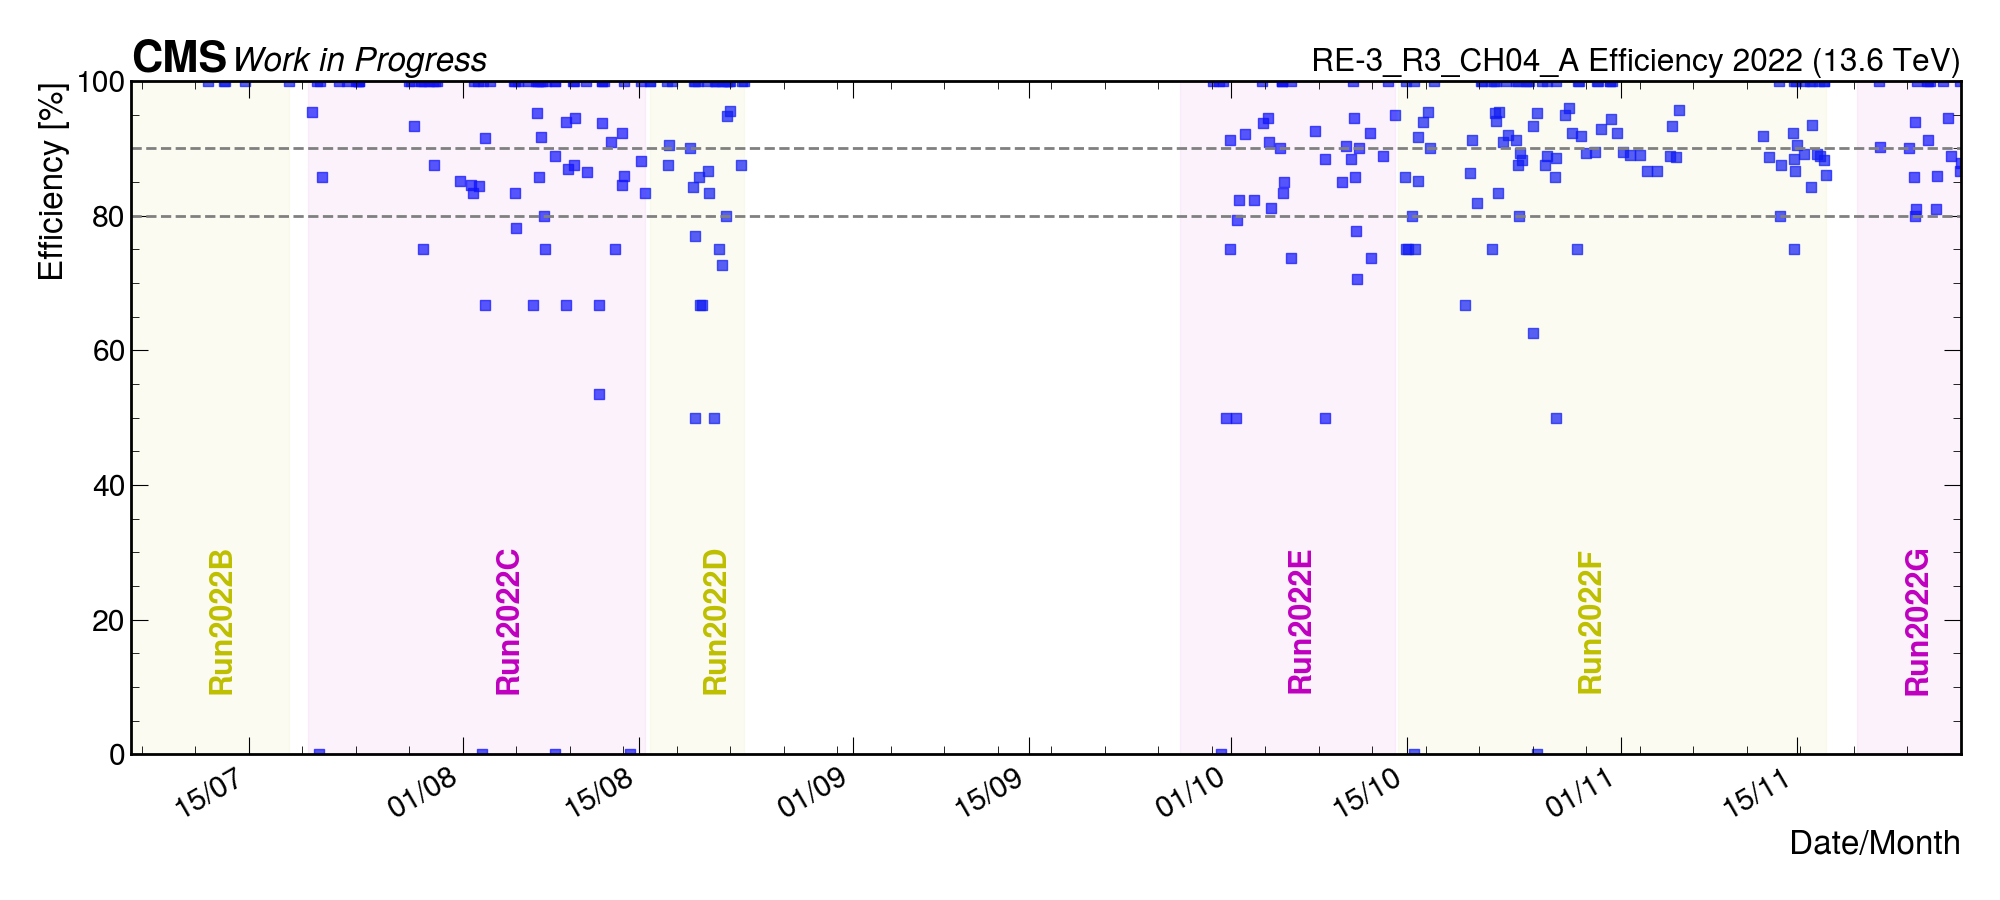 CMS Work in Progress
RE-3_R3_CH04_A Efficiency 2022 (13.6 TeV)
Efficiency [%]
100
80
60
40
20
0
Run2022B
Run2022C
Run2022D
Run2022E
Run2022F
Run2022G
15/07
01/08
15/08
01/09
15/09
01/10
15/10
01/11
15/11
Date/Month